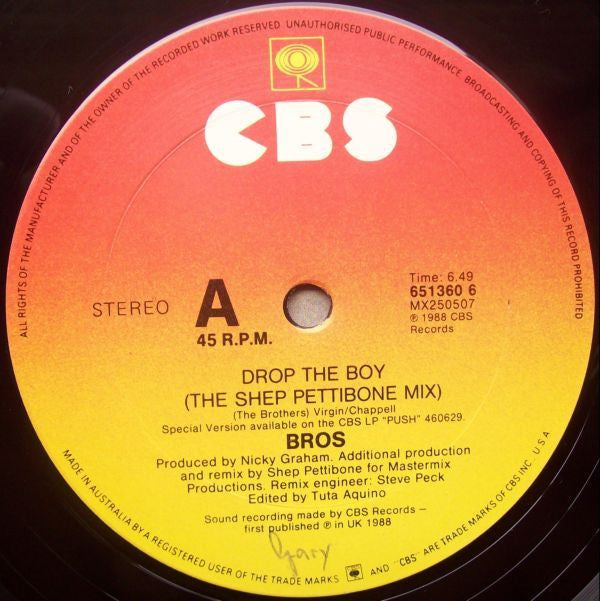 ALL RIGHTS OF THE MANUFACTURER AND OF THE OWNER OF THE RECORDED WORK RESERVED. UNAUTHORISED PUBLIC PERFORMANCE, BROADCASTING AND COPYING OF THIS RECORD PROHIBITED
CBS
STEREO
A
45 R.P.M.
Time: 6.49
651360 6
MX250507
℗ 1988 CBS
Records
DROP THE BOY
(THE SHEP PETTIBONE MIX)
(The Brothers) Virgin/Chappell
Special Version available on the CBS LP "PUSH" 460629.
BROS
Produced by Nicky Graham. Additional production
and remix by Shep Pettibone for Mastermix
Productions. Remix engineer: Steve Peck
Edited by Tuta Aquino
Sound recording made by CBS Records –
first published ℗ in UK 1988
Gary
MADE IN AUSTRALIA BY A REGISTERED USER OF THE TRADE MARKS AND "CBS" ARE TRADE MARKS OF CBS INC., U.S.A